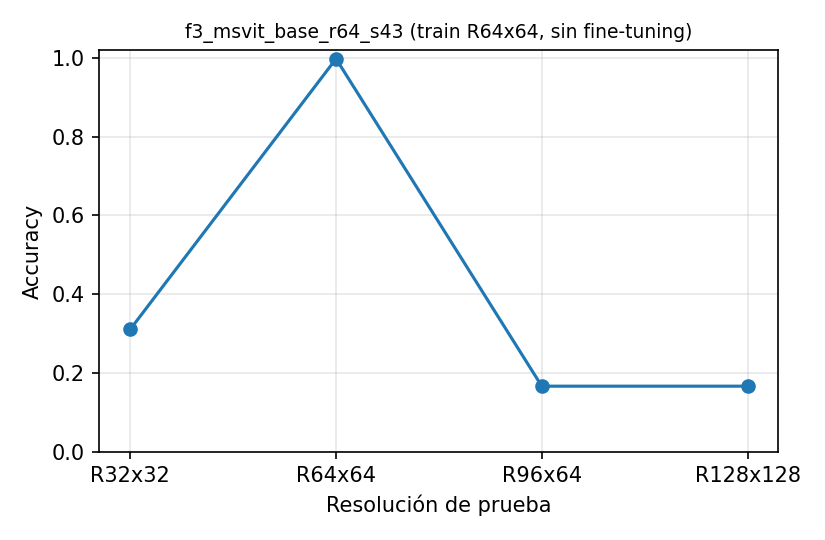 f3_msvit_base_r64_s43 (train R64x64, sin fine-tuning)
1.0
0.8
0.6
0.4
0.2
0.0
Accuracy
R32x32 R64x64 R96x64 R128x128
Resolución de prueba